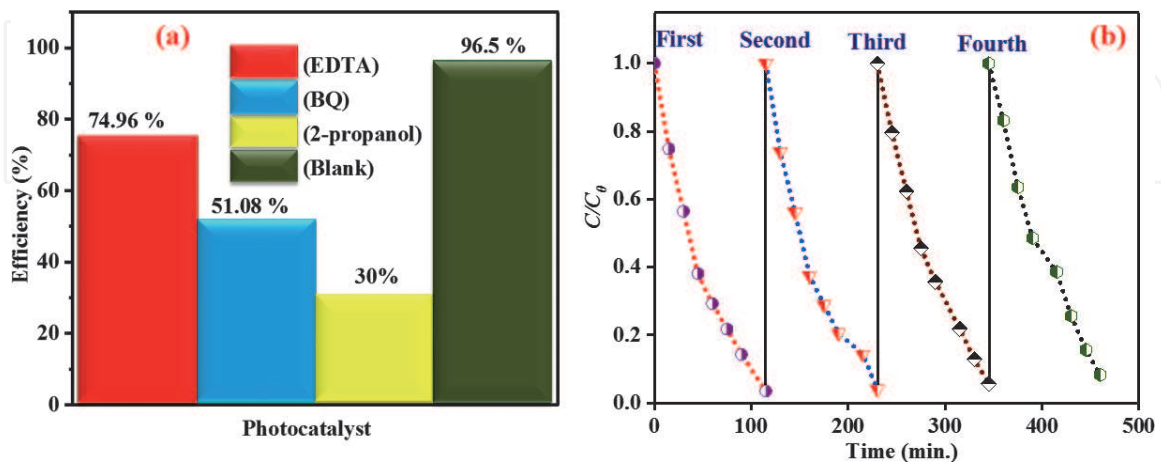 (a)
(EDTA)
(BQ)
(2-propanol)
(Blank)
74.96 %
51.08 %
30%
96.5 %
100
80
60
40
20
0
Efficiency (%)
Photocatalyst
(b)
First Second Third Fourth
1.0
0.8
0.6
0.4
0.2
0.0
C/C₀
0 100 200 300 400 500
Time (min.)